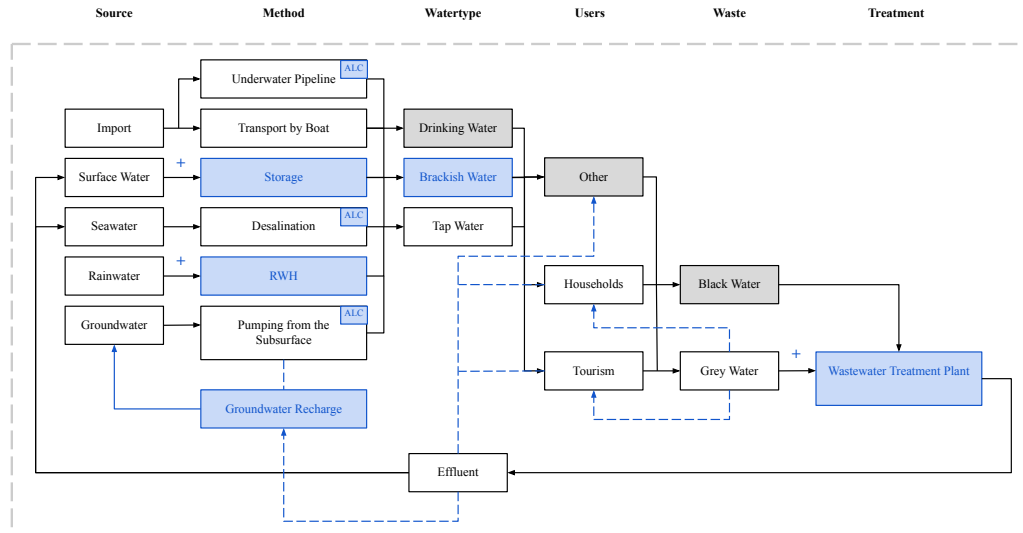 Source
Method
Watertype
Users
Waste
Treatment
ALC
Underwater Pipeline
Import
Transport by Boat
Drinking Water
+
Surface Water
Storage
Brackish Water
Other
ALC
Seawater
Desalination
Tap Water
+
Rainwater
RWH
Households
Black Water
ALC
Groundwater
Pumping from the
Subsurface
+
Tourism
Grey Water
Wastewater Treatment Plant
Groundwater Recharge
Effluent